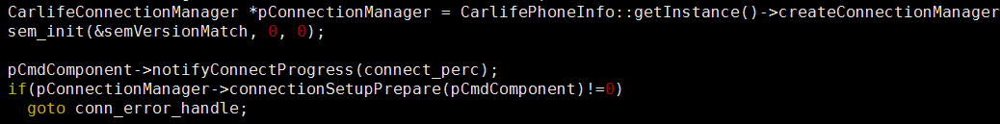 CarlifeConnectionManager *pConnectionManager = CarlifePhoneInfo::getInstance()->createConnectionManager
sem_init(&semVersionMatch, 0, 0);
pCmdComponent->notifyConnectProgress(connect_perc);
if(pConnectionManager->connectionSetupPrepare(pCmdComponent)!=0)
goto conn_error_handle;